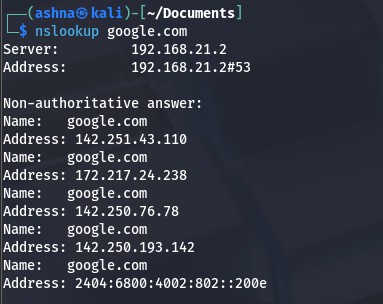 ┌──(ashna㉿kali)-[~/Documents]
└─$ nslookup google.com
Server:         192.168.21.2
Address:        192.168.21.2#53

Non-authoritative answer:
Name:   google.com
Address: 142.251.43.110
Name:   google.com
Address: 172.217.24.238
Name:   google.com
Address: 142.250.76.78
Name:   google.com
Address: 142.250.193.142
Name:   google.com
Address: 2404:6800:4002:802::200e